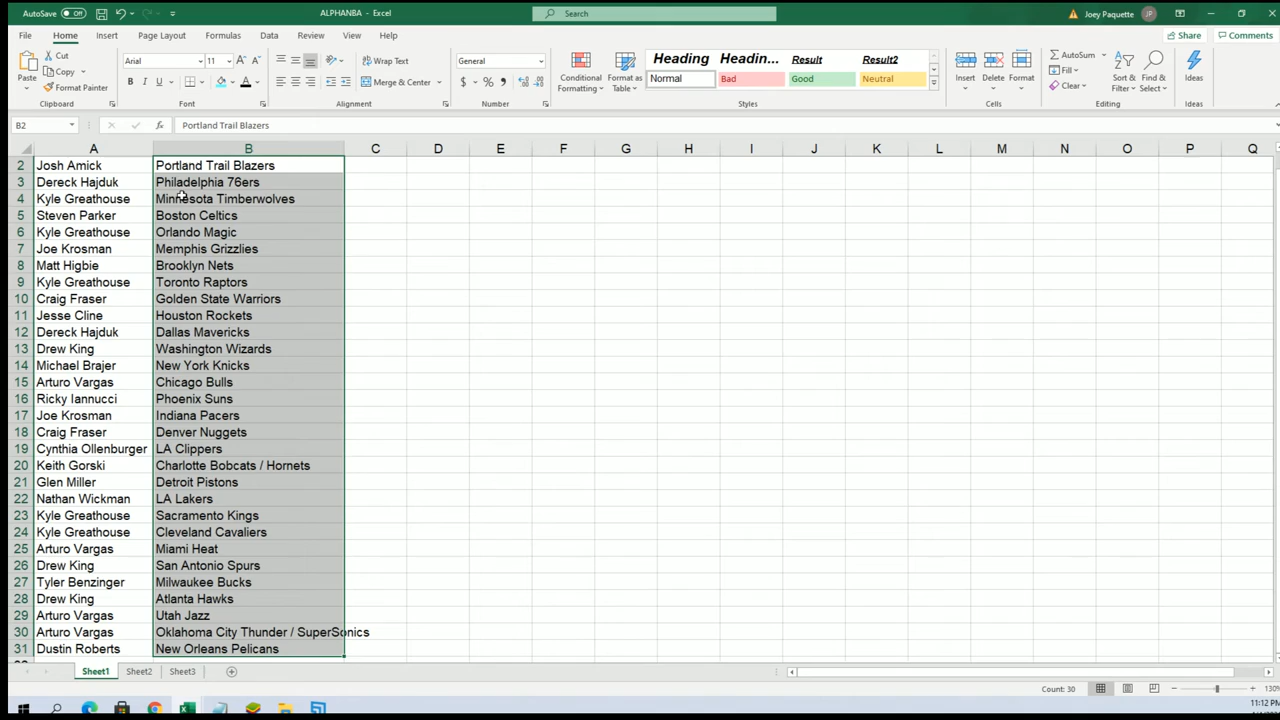 AutoSave Off ALPHANBA - Excel Search Joey Paquette JP
File Home Insert Page Layout Formulas Data Review View Help Share Comments
Paste Cut Copy Format Painter Clipboard
Arial 11 B I U A Font
Wrap Text Merge & Center Alignment
General $ % Number
Conditional Formatting Format as Table
Heading Headin... Result Result2
Normal Bad Good Neutral Styles
Insert Delete Format Cells
AutoSum Fill Clear Sort & Filter Find & Select Editing
Ideas Ideas
B2 fx Portland Trail Blazers
A B C D E F G H I J K L M N O P Q
2 Josh Amick Portland Trail Blazers
3 Dereck Hajduk Philadelphia 76ers
4 Kyle Greathouse Minnesota Timberwolves
5 Steven Parker Boston Celtics
6 Kyle Greathouse Orlando Magic
7 Joe Krosman Memphis Grizzlies
8 Matt Higbie Brooklyn Nets
9 Kyle Greathouse Toronto Raptors
10 Craig Fraser Golden State Warriors
11 Jesse Cline Houston Rockets
12 Dereck Hajduk Dallas Mavericks
13 Drew King Washington Wizards
14 Michael Brajer New York Knicks
15 Arturo Vargas Chicago Bulls
16 Ricky Iannucci Phoenix Suns
17 Joe Krosman Indiana Pacers
18 Craig Fraser Denver Nuggets
19 Cynthia Ollenburger LA Clippers
20 Keith Gorski Charlotte Bobcats / Hornets
21 Glen Miller Detroit Pistons
22 Nathan Wickman LA Lakers
23 Kyle Greathouse Sacramento Kings
24 Kyle Greathouse Cleveland Cavaliers
25 Arturo Vargas Miami Heat
26 Drew King San Antonio Spurs
27 Tyler Benzinger Milwaukee Bucks
28 Drew King Atlanta Hawks
29 Arturo Vargas Utah Jazz
30 Arturo Vargas Oklahoma City Thunder / SuperSonics
31 Dustin Roberts New Orleans Pelicans
Sheet1 Sheet2 Sheet3
Count: 30 130%
11:12 PM